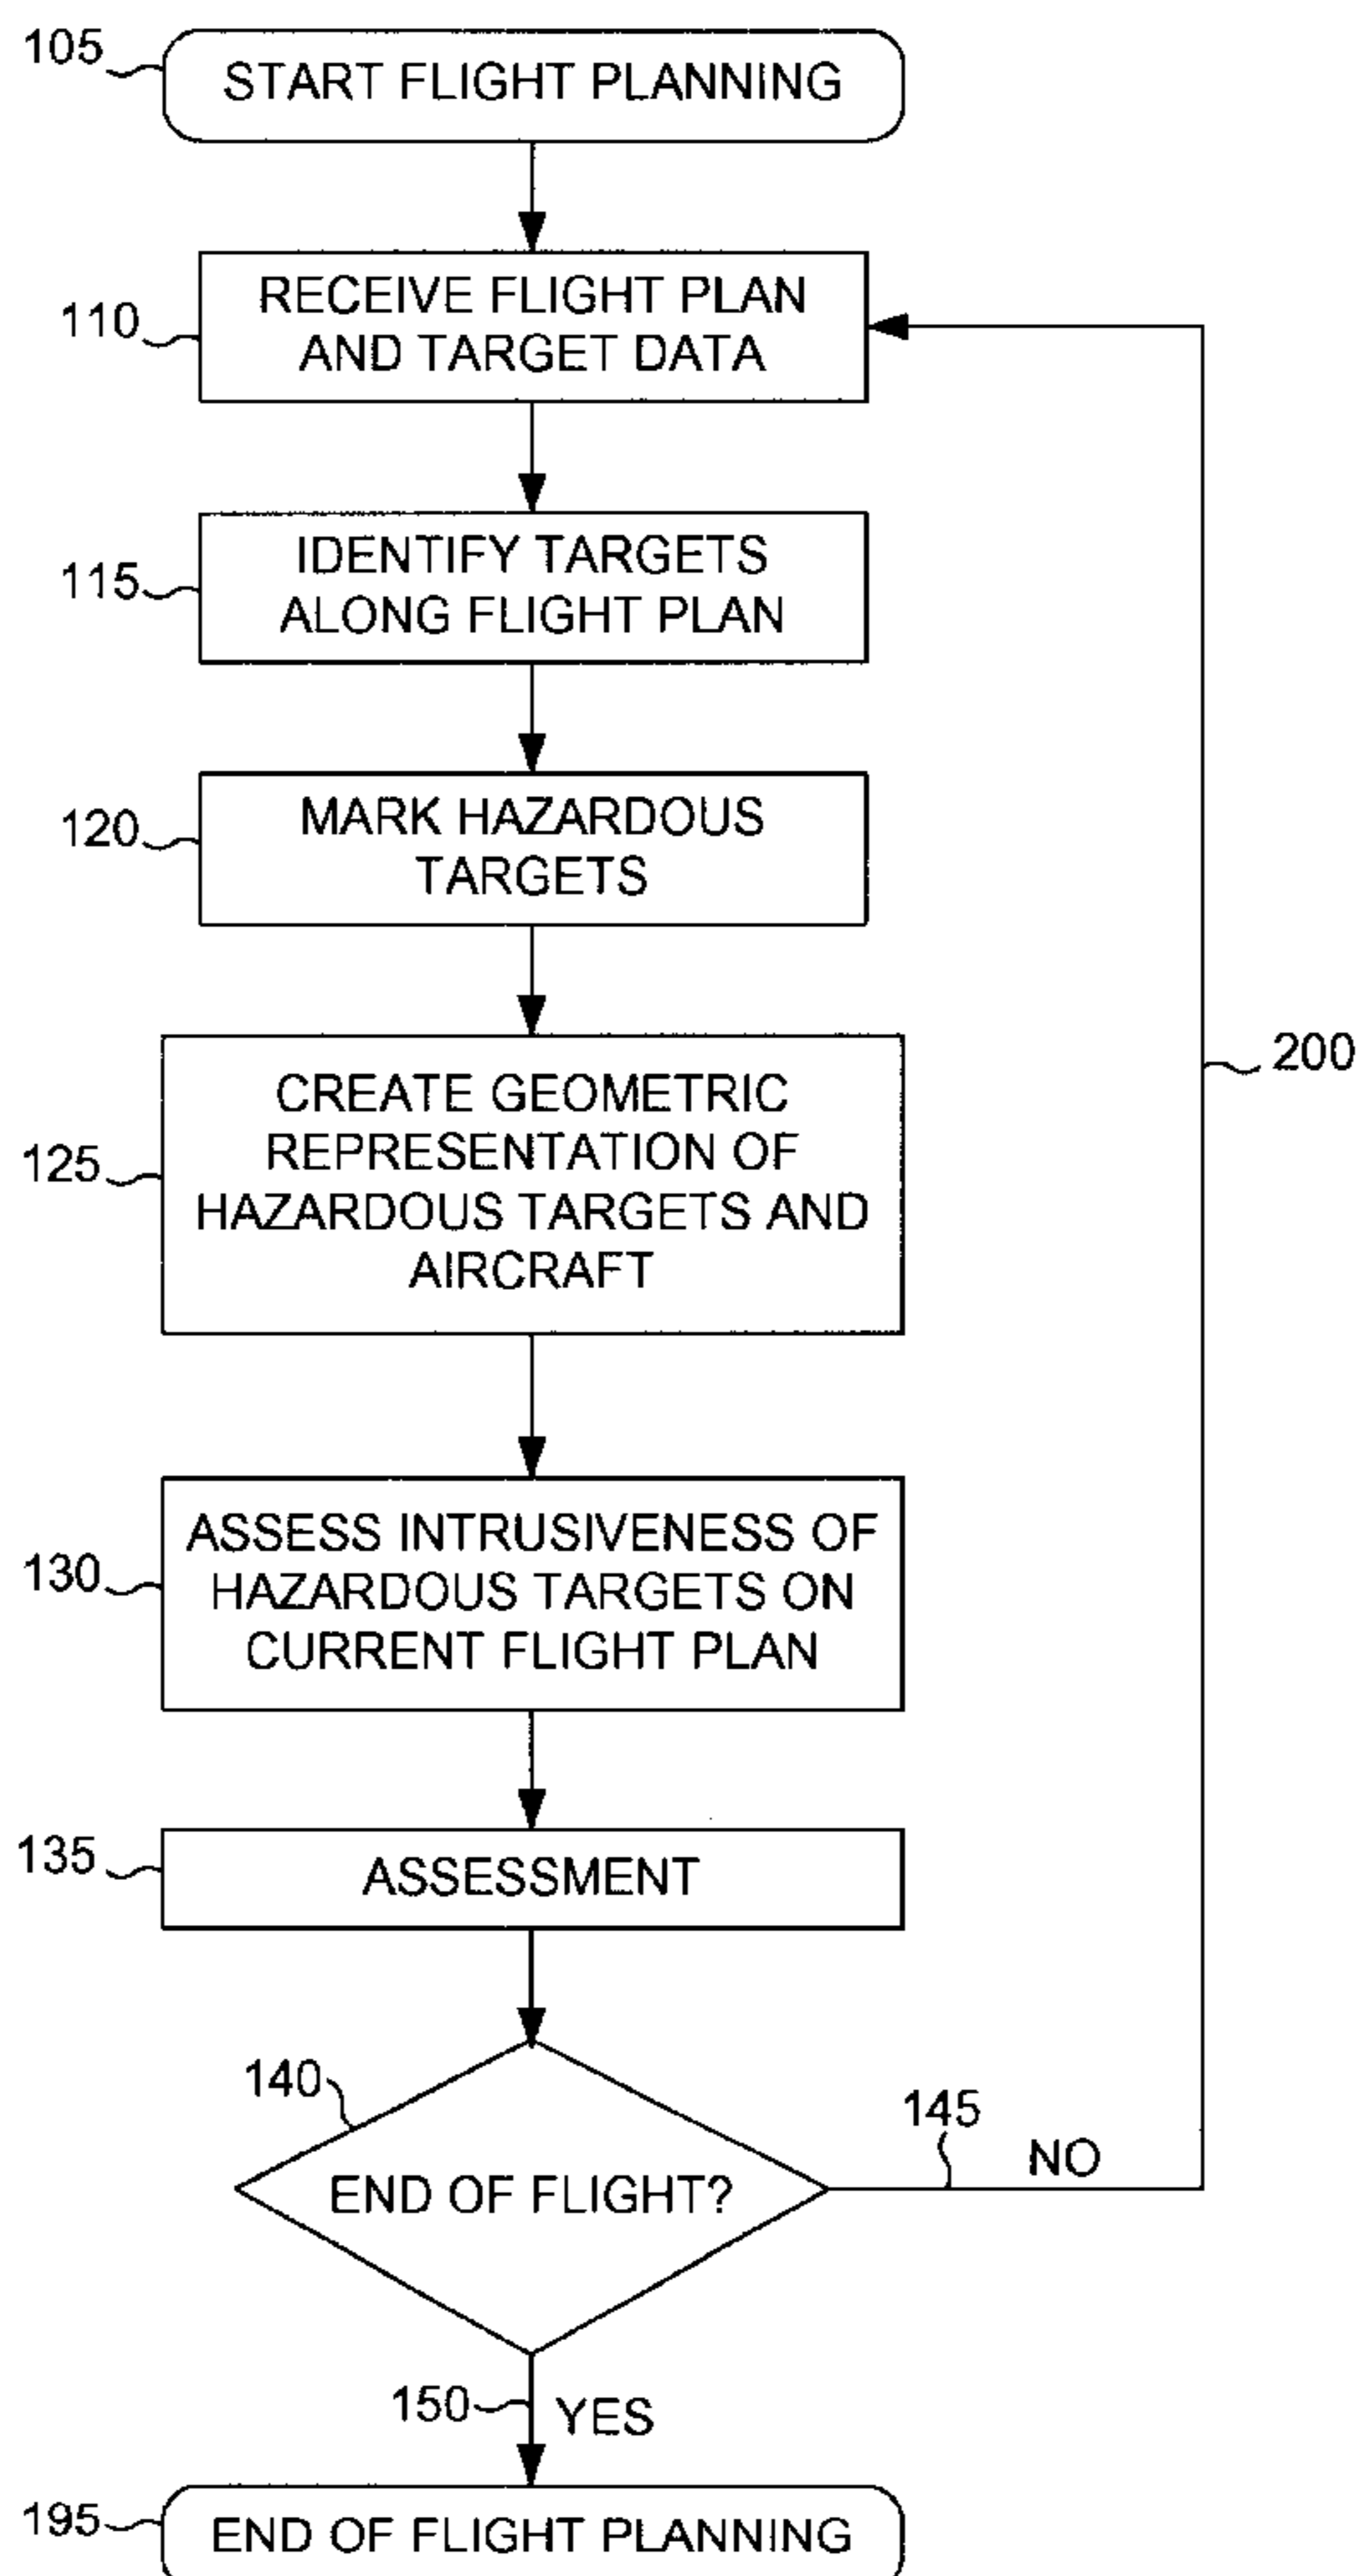 105
START FLIGHT PLANNING
110
RECEIVE FLIGHT PLAN
AND TARGET DATA
115
IDENTIFY TARGETS
ALONG FLIGHT PLAN
120
MARK HAZARDOUS
TARGETS
125
CREATE GEOMETRIC
REPRESENTATION OF
HAZARDOUS TARGETS AND
AIRCRAFT
200
130
ASSESS INTRUSIVENESS OF
HAZARDOUS TARGETS ON
CURRENT FLIGHT PLAN
135
ASSESSMENT
140
END OF FLIGHT?
145
NO
150
YES
195
END OF FLIGHT PLANNING